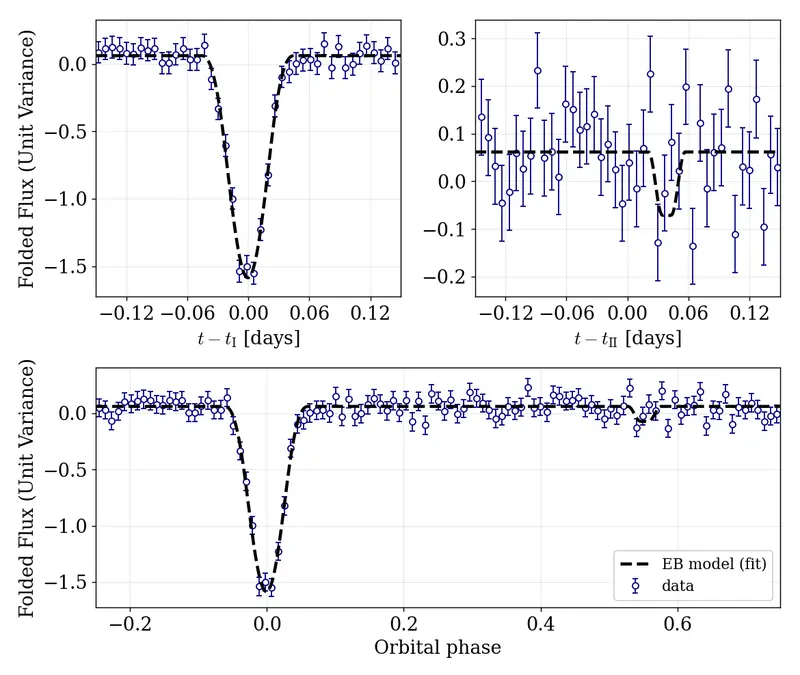 Folded Flux (Unit Variance)
0.0
−0.5
−1.0
−1.5
−0.12 −0.06 0.00 0.06 0.12
t − tI [days]
0.3
0.2
0.1
0.0
−0.1
−0.2
−0.12 −0.06 0.00 0.06 0.12
t − tII [days]
Folded Flux (Unit Variance)
0.0
−0.5
−1.0
−1.5
−0.2 0.0 0.2 0.4 0.6
Orbital phase
EB model (fit)
data